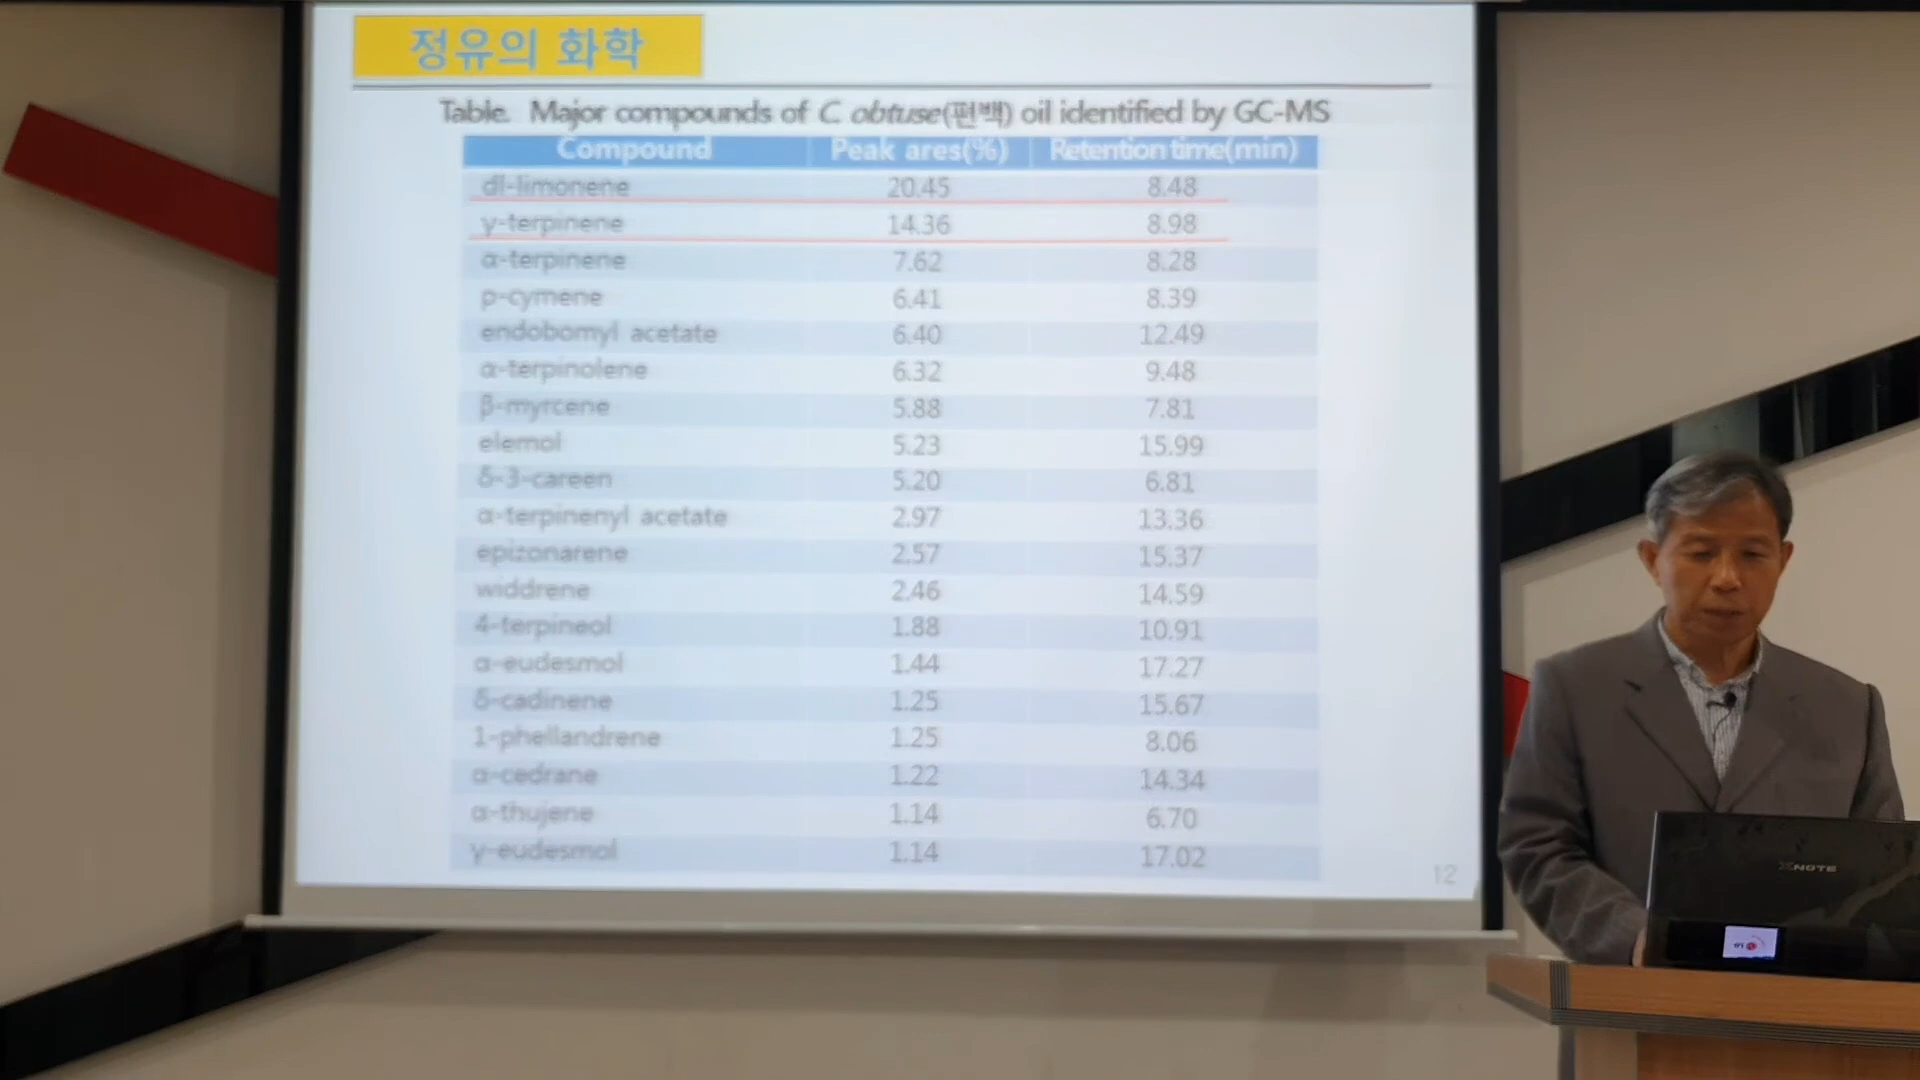 정유의 화학
Table. Major compounds of C obtuse(편백) oil identified by GC-MS
Compound Peak ares(%) Retention time(min)
dl-limonene 20.45 8.48
γ-terpinene 14.36 8.98
α-terpinene 7.62 8.28
p-cymene 6.41 8.39
endobornyl acetate 6.40 12.49
α-terpinolene 6.32 9.48
β-myrcene 5.88 7.81
elemol 5.23 15.99
δ-3-careen 5.20 6.81
α-terpinenyl acetate 2.97 13.36
epizonarene 2.57 15.37
widdrene 2.46 14.59
4-terpineol 1.88 10.91
α-eudesmol 1.44 17.27
δ-cadinene 1.25 15.67
1-phellandrene 1.25 8.06
α-cedrane 1.22 14.34
α-thujene 1.14 6.70
γ-eudesmol 1.14 17.02
12
XNOTE